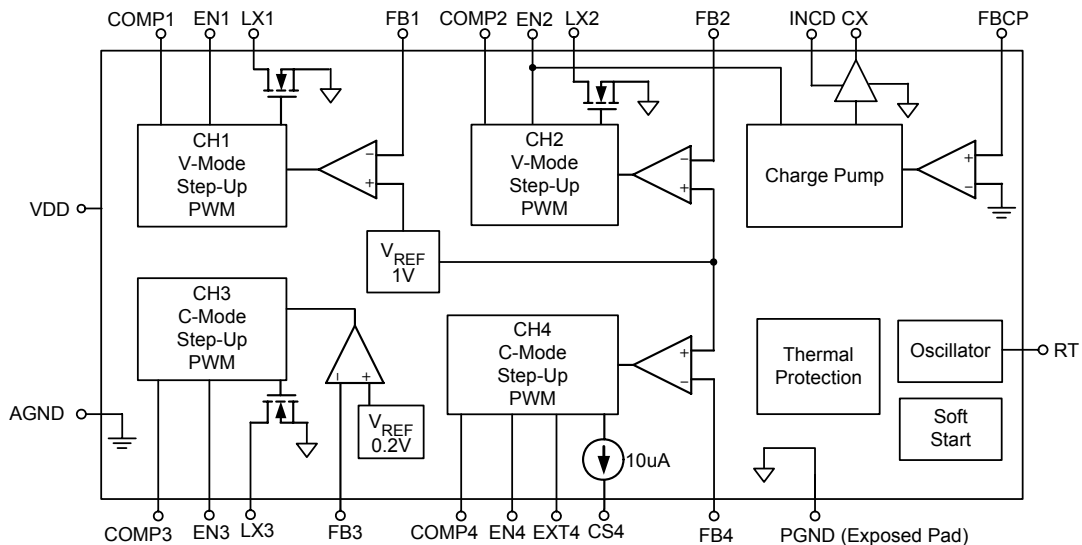 COMP1 EN1 LX1 FB1 COMP2 EN2 LX2 FB2 INCD CX FBCP
CH1
V-Mode
Step-Up
PWM
−
+
CH2
V-Mode
Step-Up
PWM
−
+
Charge Pump
+
−
VDD
VREF
1V
CH3
C-Mode
Step-Up
PWM
− +
VREF
0.2V
CH4
C-Mode
Step-Up
PWM
+
−
Thermal
Protection
Oscillator
RT
Soft
Start
AGND
10uA
COMP3 EN3 LX3 FB3 COMP4 EN4 EXT4 CS4 FB4 PGND (Exposed Pad)